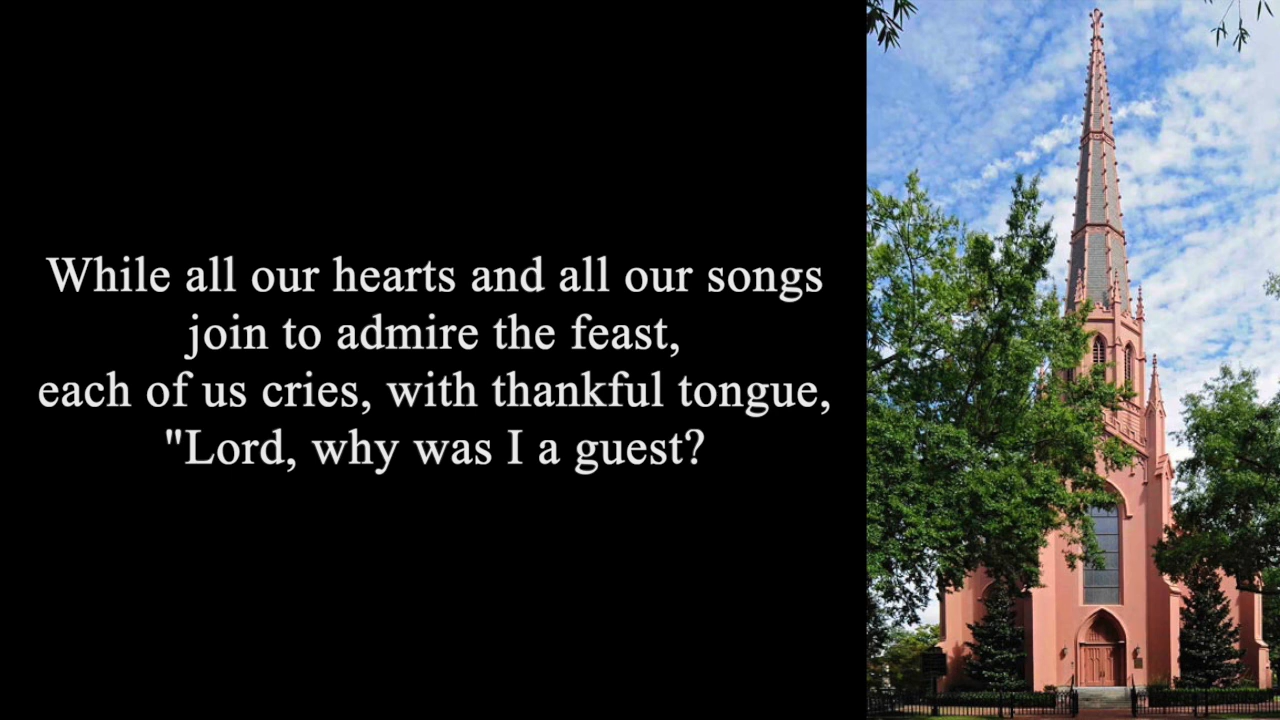 While all our hearts and all our songs
join to admire the feast,
each of us cries, with thankful tongue,
"Lord, why was I a guest?